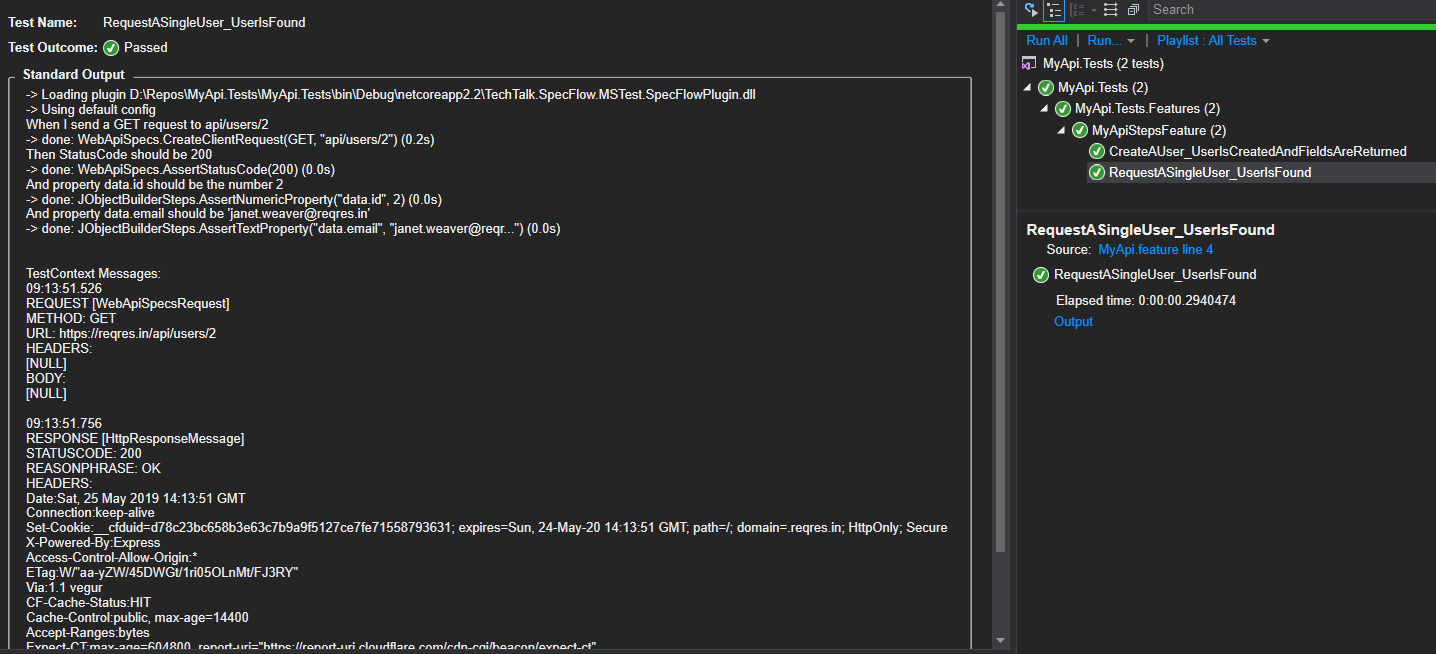 Test Name: RequestASingleUser_UserIsFound
Test Outcome: Passed
Standard Output
-> Loading plugin D:\Repos\MyApi.Tests\MyApi.Tests\bin\Debug\netcoreapp2.2\TechTalk.SpecFlow.MSTest.SpecFlowPlugin.dll
-> Using default config
When I send a GET request to api/users/2
-> done: WebApiSpecs.CreateClientRequest(GET, "api/users/2") (0.2s)
Then StatusCode should be 200
-> done: WebApiSpecs.AssertStatusCode(200) (0.0s)
And property data.id should be the number 2
-> done: JObjectBuilderSteps.AssertNumericProperty("data.id", 2) (0.0s)
And property data.email should be 'janet.weaver@reqres.in'
-> done: JObjectBuilderSteps.AssertTextProperty("data.email", "janet.weaver@reqr...") (0.0s)
TestContext Messages:
09:13:51.526
REQUEST [WebApiSpecsRequest]
METHOD: GET
URL: https://reqres.in/api/users/2
HEADERS:
[NULL]
BODY:
[NULL]
09:13:51.756
RESPONSE [HttpResponseMessage]
STATUSCODE: 200
REASONPHRASE: OK
HEADERS:
Date:Sat, 25 May 2019 14:13:51 GMT
Connection:keep-alive
Set-Cookie:__cfduid=d78c23bc658b3e63c7b9a9f5127ce7fe71558793631; expires=Sun, 24-May-20 14:13:51 GMT; path=/; domain=.reqres.in; HttpOnly; Secure
X-Powered-By:Express
Access-Control-Allow-Origin:*
ETag:W/"aa-yZW/45DWGt/1ri05OLnMt/FJ3RY"
Via:1.1 vegur
CF-Cache-Status:HIT
Cache-Control:public, max-age=14400
Accept-Ranges:bytes
Expect-CT:max-age=604800, report-uri="https://report-uri.cloudflare.com/cdn-cgi/beacon/expect-ct"
Search
Run All | Run... | Playlist : All Tests
MyApi.Tests (2 tests)
MyApi.Tests (2)
MyApi.Tests.Features (2)
MyApiStepsFeature (2)
CreateAUser_UserIsCreatedAndFieldsAreReturned
RequestASingleUser_UserIsFound
RequestASingleUser_UserIsFound
Source: MyApi.feature line 4
RequestASingleUser_UserIsFound
Elapsed time: 0:00:00.2940474
Output